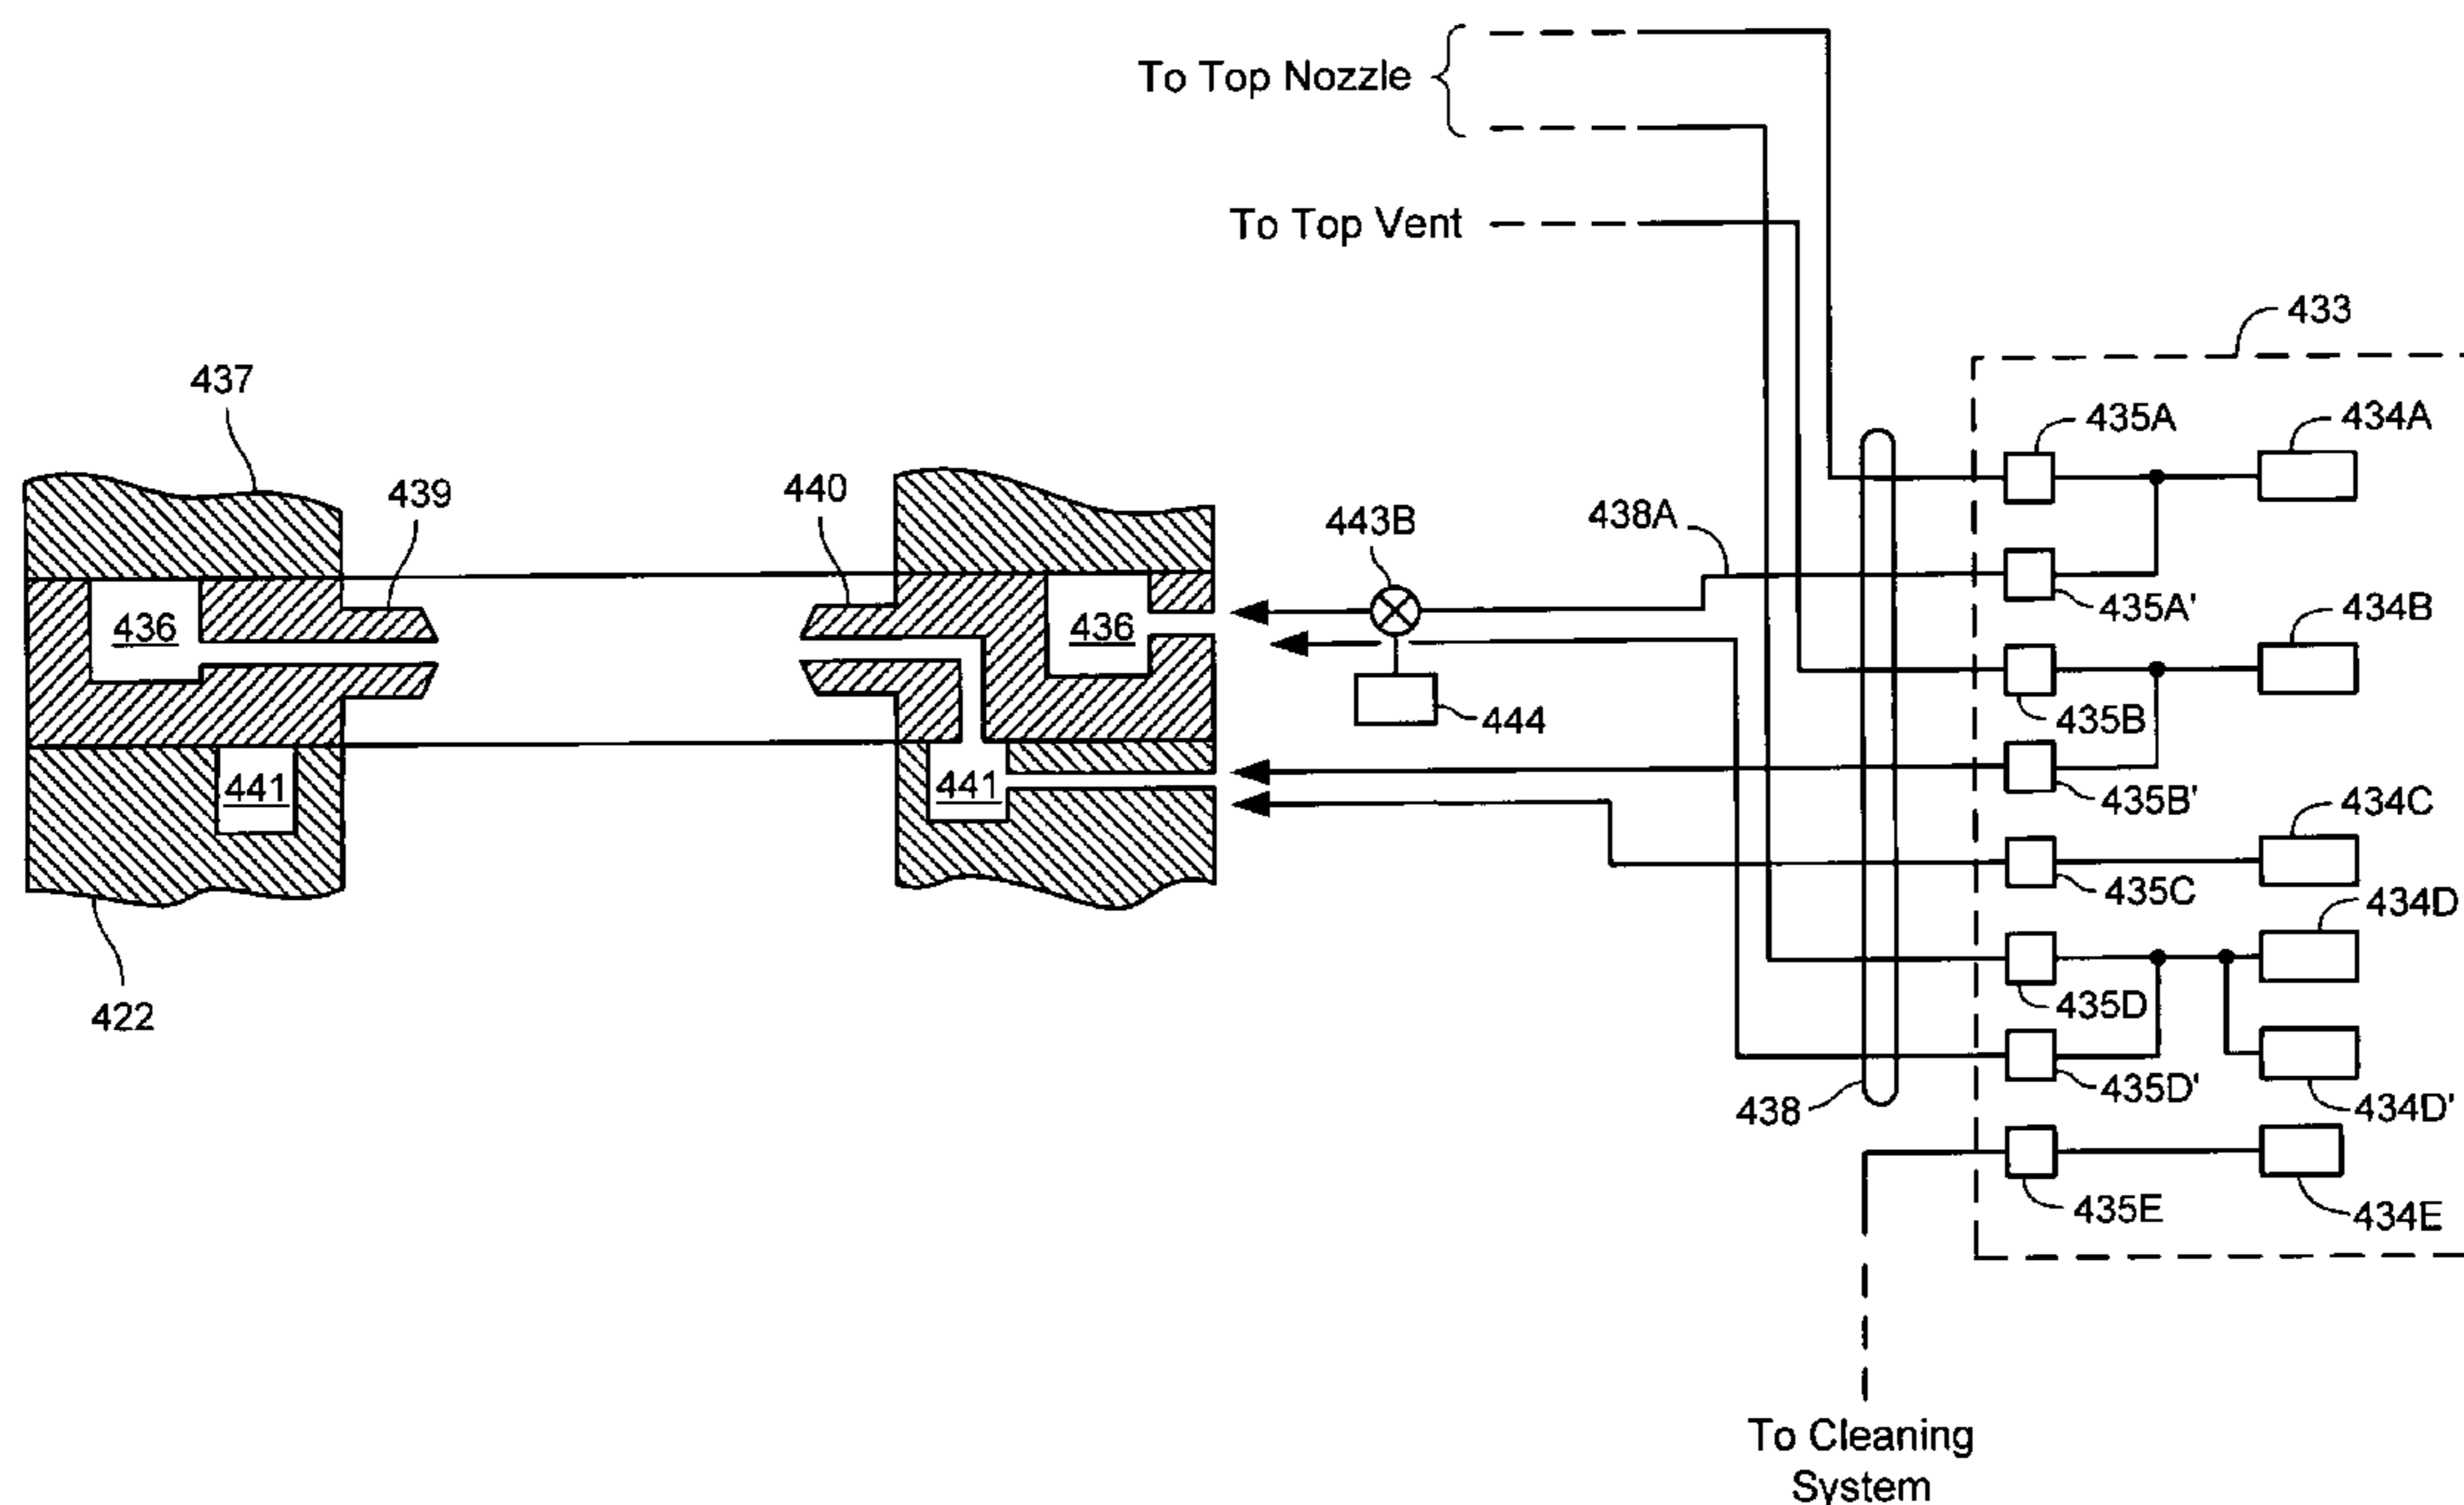 To Top Nozzle
To Top Vent
433
437
439
440
443B
438A
435A
434A
436
436
435A'
434B
444
435B
441
441
435B'
434C
435C
434D
422
435D
438
435D'
434D'
435E
434E
To Cleaning
System